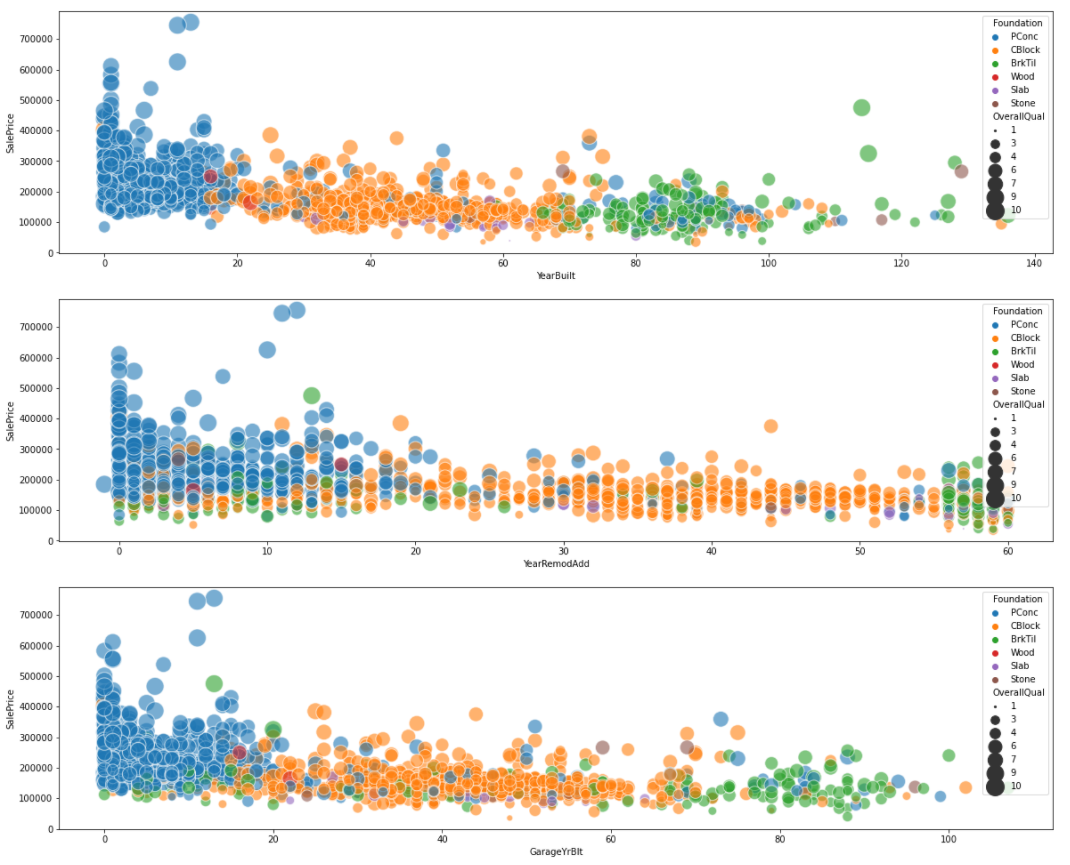 700000
600000
500000
400000
300000
200000
100000
0
SalePrice
0 20 40 60 80 100 120 140
YearBuilt
Foundation
PConc
CBlock
BrkTil
Wood
Slab
Stone
OverallQual
1
3
4
6
7
9
10
700000
600000
500000
400000
300000
200000
100000
0
SalePrice
0 10 20 30 40 50 60
YearRemodAdd
Foundation
PConc
CBlock
BrkTil
Wood
Slab
Stone
OverallQual
1
3
4
6
7
9
10
700000
600000
500000
400000
300000
200000
100000
0
SalePrice
0 20 40 60 80 100
GarageYrBlt
Foundation
PConc
CBlock
BrkTil
Wood
Slab
Stone
OverallQual
1
3
4
6
7
9
10